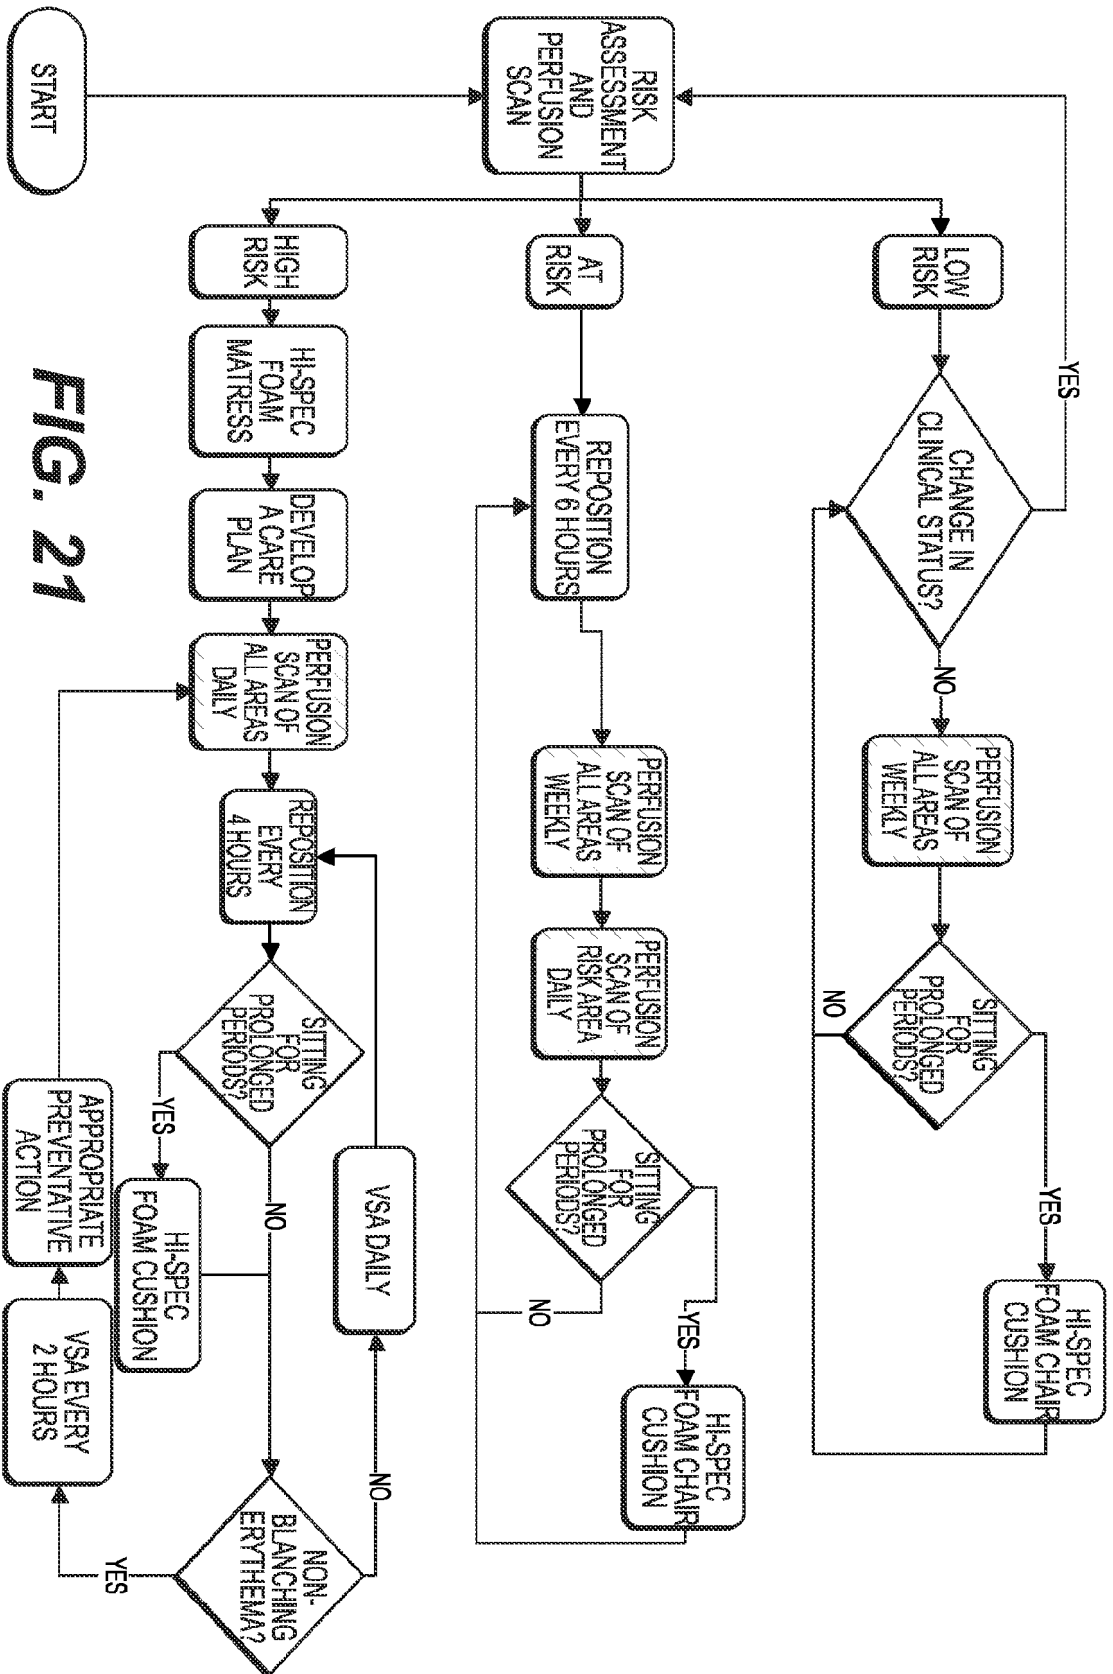 START
RISK
ASSESSMENT
AND
PERFUSION
SCAN
YES
LOW
RISK
CHANGE IN
CLINICAL STATUS?
NO
PERFUSION
SCAN OF
ALL AREAS
WEEKLY
SITTING
FOR
PROLONGED
PERIODS?
NO
YES
HI-SPEC
FOAM CHAIR
CUSHION
AT
RISK
REPOSITION
EVERY 6 HOURS
PERFUSION
SCAN OF
ALL AREAS
WEEKLY
PERFUSION
SCAN OF
RISK AREA
DAILY
SITTING
FOR
PROLONGED
PERIODS?
NO
YES
HI-SPEC
FOAM CHAIR
CUSHION
HIGH
RISK
HI-SPEC
FOAM
MATRESS
DEVELOP
A CARE
PLAN
PERFUSION
SCAN OF
ALL AREAS
DAILY
REPOSITION
EVERY
4 HOURS
SITTING
FOR
PROLONGED
PERIODS?
YES
NO
HI-SPEC
FOAM CUSHION
VSA DAILY
NO
NON-
BLANCHING
ERYTHEMA?
YES
VSA EVERY
2 HOURS
APPROPRIATE
PREVENTATIVE
ACTION
FIG. 21